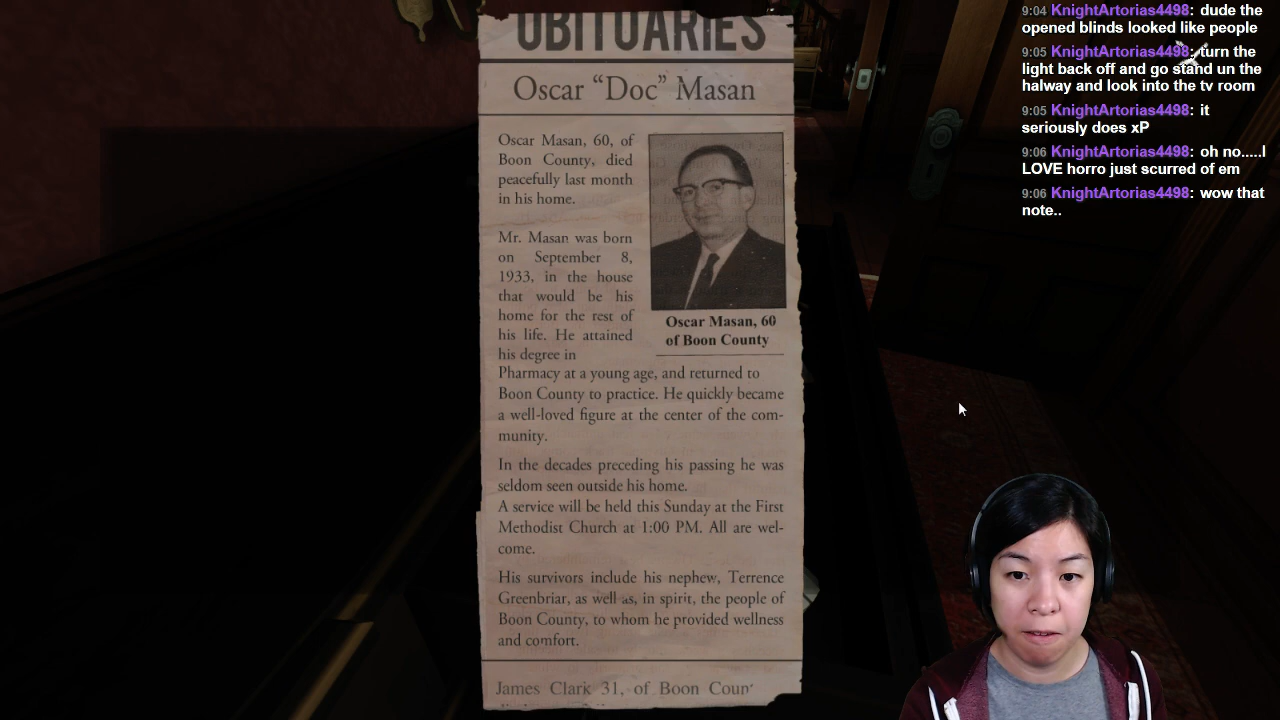 OBITUARIES
Oscar “Doc” Masan
Oscar Masan, 60, of
Boon County, died
peacefully last month
in his home.
Mr. Masan was born
on September 8,
1933, in the house
that would be his
home for the rest of
his life. He attained
his degree in
Pharmacy at a young age, and returned to
Boon County to practice. He quickly became
a well-loved figure at the center of the com-
munity.
In the decades preceding his passing he was
seldom seen outside his home.
A service will be held this Sunday at the First
Methodist Church at 1:00 PM. All are wel-
come.
His survivors include his nephew, Terrence
Greenbriar, as well as, in spirit, the people of
Boon County, to whom he provided wellness
and comfort.
Oscar Masan, 60
of Boon County
James Clark 31, of Boon
9:04 KnightArtorias4498: dude the
opened blinds looked like people
9:05 KnightArtorias4498: turn the
light back off and go stand un the
halway and look into the tv room
9:05 KnightArtorias4498: it
seriously does xP
9:06 KnightArtorias4498: oh no.....I
LOVE horro just scurred of em
9:06 KnightArtorias4498: wow that
note..